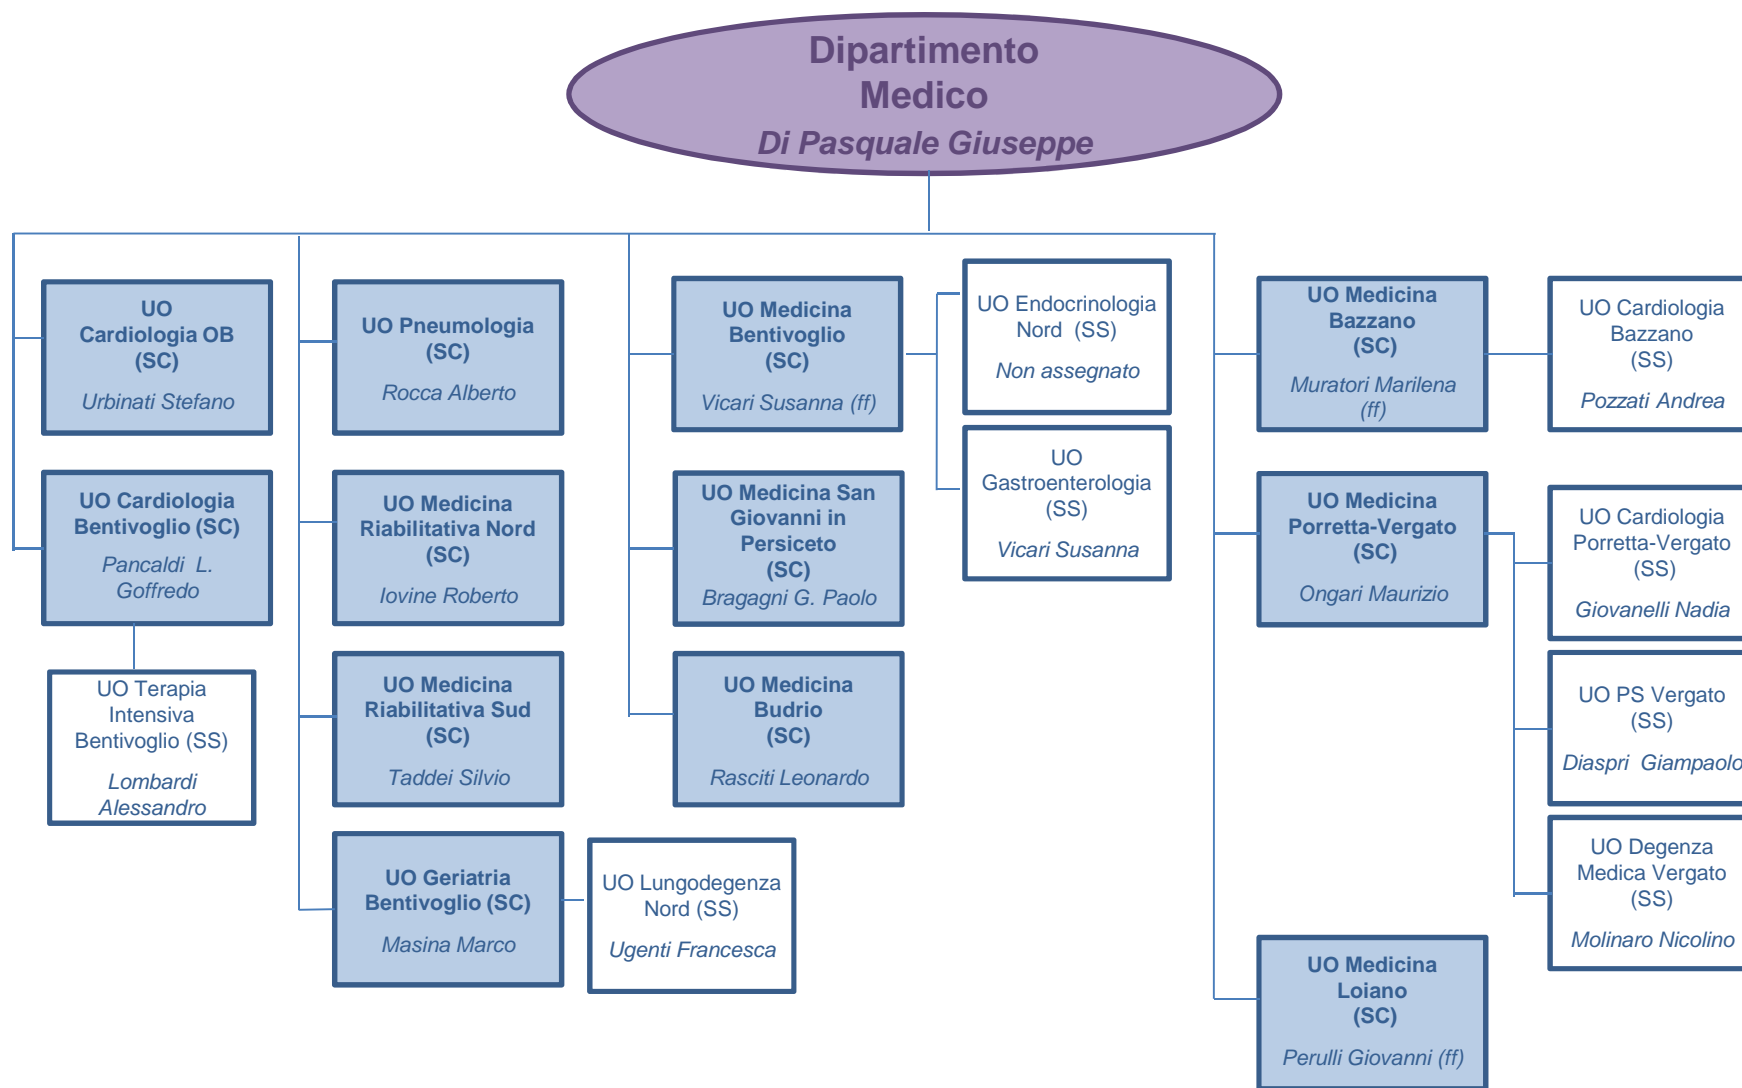 Dipartimento
Medico
Di Pasquale Giuseppe
UO
Cardiologia OB
(SC)
Urbinati Stefano
UO Cardiologia
Bentivoglio (SC)
Pancaldi L.
Goffredo
UO Terapia
Intensiva
Bentivoglio (SS)
Lombardi
Alessandro
UO Pneumologia
(SC)
Rocca Alberto
UO Medicina
Riabilitativa Nord
(SC)
Iovine Roberto
UO Medicina
Riabilitativa Sud
(SC)
Taddei Silvio
UO Geriatria
Bentivoglio (SC)
Masina Marco
UO Lungodegenza
Nord (SS)
Ugenti Francesca
UO Medicina
Bentivoglio
(SC)
Vicari Susanna (ff)
UO Endocrinologia
Nord (SS)
Non assegnato
UO
Gastroenterologia
(SS)
Vicari Susanna
UO Medicina San
Giovanni in
Persiceto
(SC)
Bragagni G. Paolo
UO Medicina
Budrio
(SC)
Rasciti Leonardo
UO Medicina
Bazzano
(SC)
Muratori Marilena
(ff)
UO Cardiologia
Bazzano
(SS)
Pozzati Andrea
UO Medicina
Porretta-Vergato
(SC)
Ongari Maurizio
UO Cardiologia
Porretta-Vergato
(SS)
Giovanelli Nadia
UO PS Vergato
(SS)
Diaspri Giampaolo
UO Degenza
Medica Vergato
(SS)
Molinaro Nicolino
UO Medicina
Loiano
(SC)
Perulli Giovanni (ff)